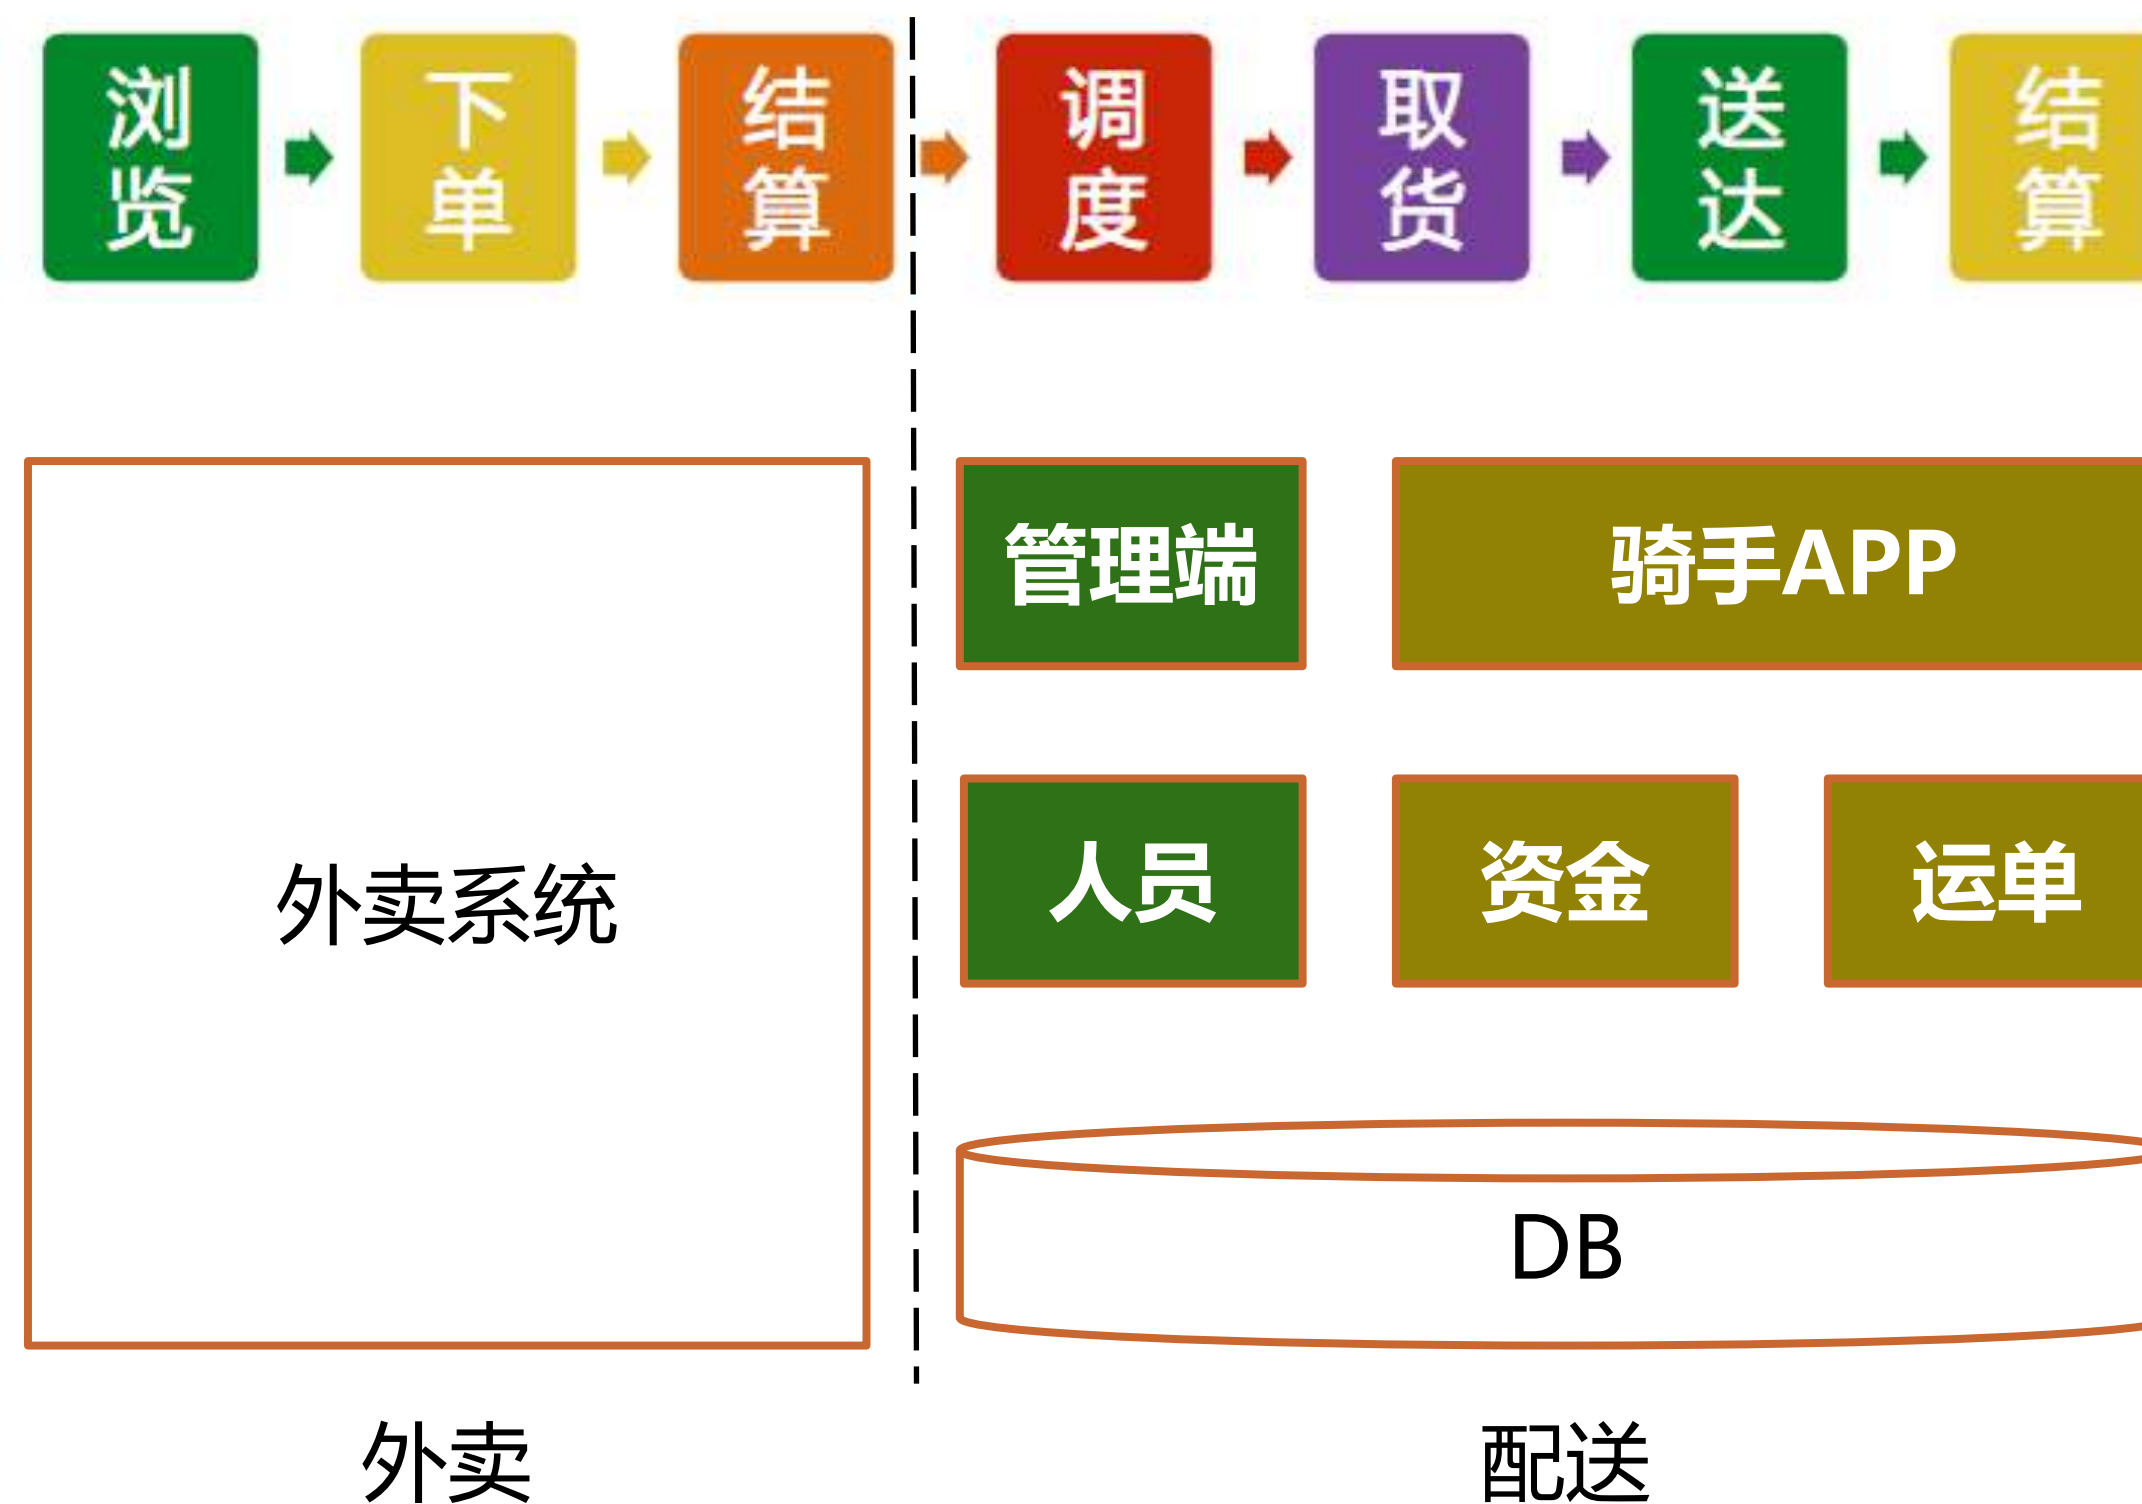 浏览
下单
结算
调度
取货
送达
结算
管理端
骑手APP
外卖系统
人员
资金
运单
DB
外卖
配送